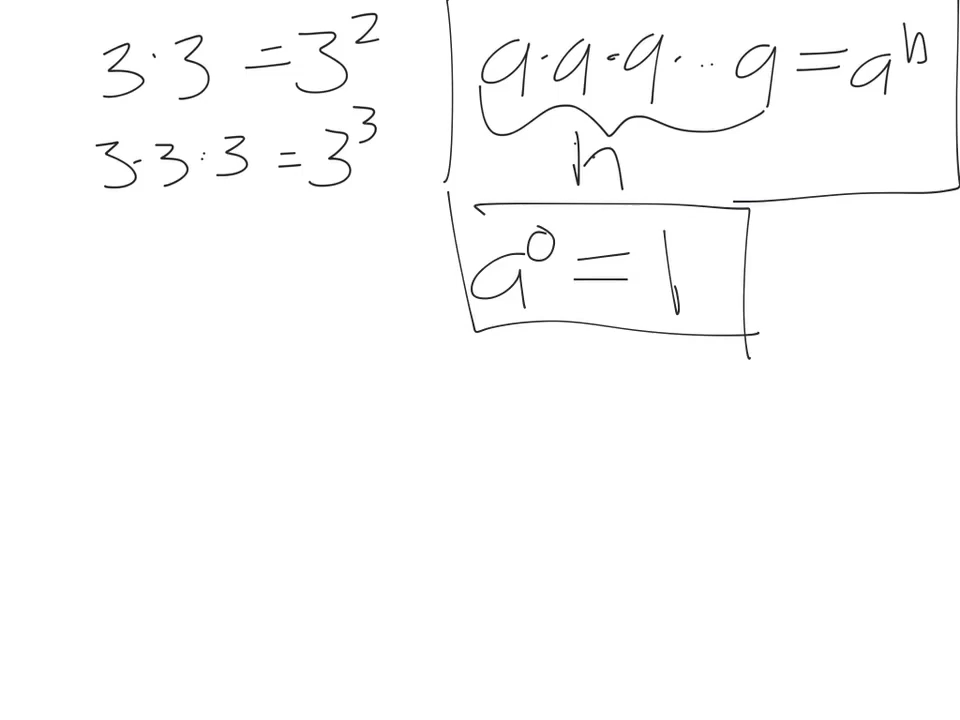 3·3 = 3²
3·3·3 = 3³
a·a·a·...a = aⁿ
n
a⁰ = 1